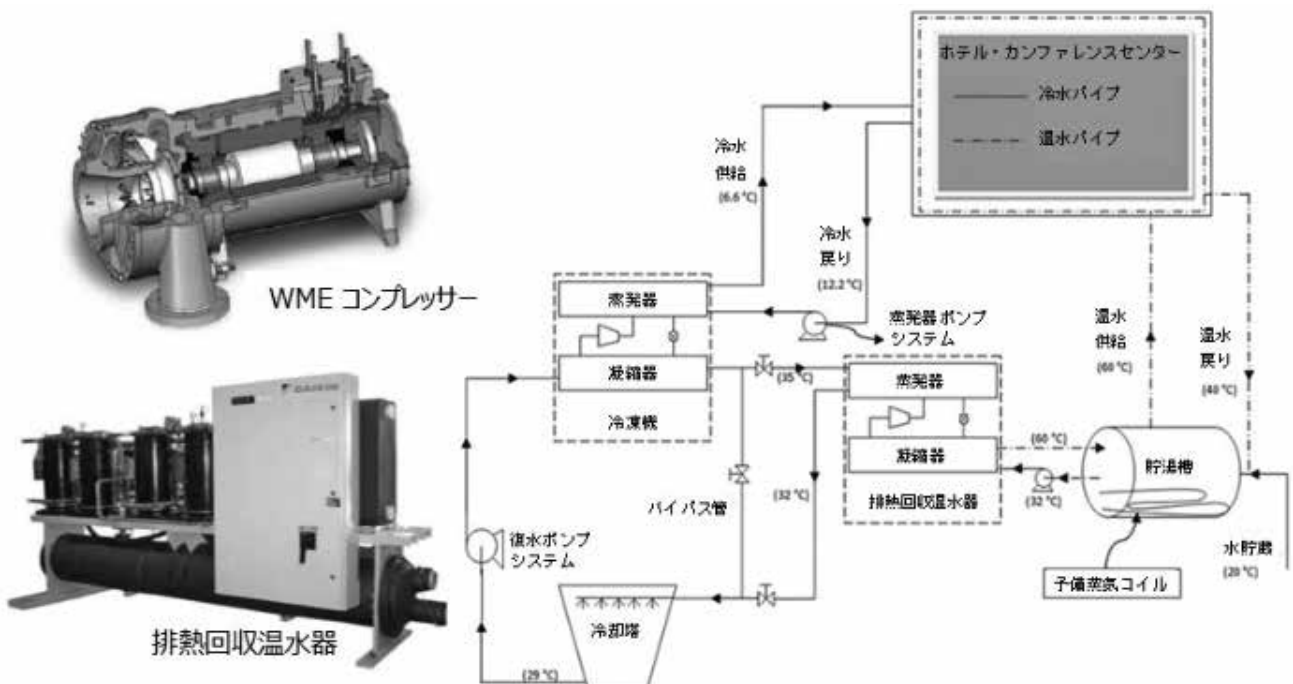 WME コンプレッサー
排熱回収温水器
ホテル・カンファレンスセンター
冷水パイプ
温水パイプ
冷水
供給
(6.6 °C)
冷水
戻り
(12.2 °C)
蒸発器ポンプ
システム
蒸発器
凝縮器
冷凍機
(35 °C)
蒸発器
凝縮器
排熱回収温水器
温水
供給
(60 °C)
温水
戻り
(40 °C)
(60 °C)
(32 °C)
貯湯槽
水貯蔵
(20 °C)
予備蒸気コイル
(32 °C)
バイパス管
復水ポンプ
システム
冷却塔
(29 °C)